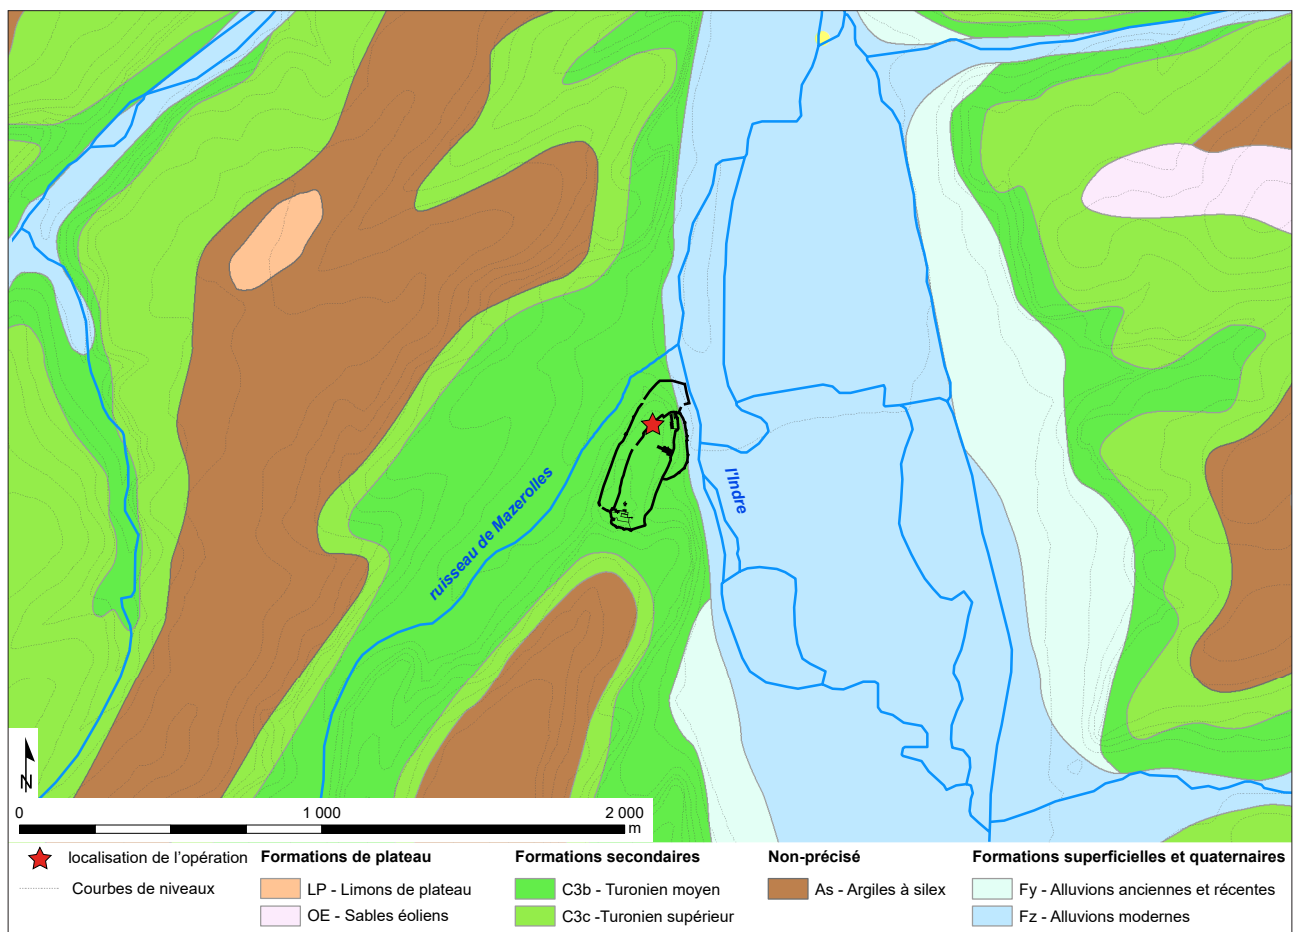 l'Indre
ruisseau de Mazerolles
N
0 1 000 2 000
m
localisation de l'opération
Courbes de niveaux
Formations de plateau
LP - Limons de plateau
OE - Sables éoliens
Formations secondaires
C3b - Turonien moyen
C3c -Turonien supérieur
Non-précisé
As - Argiles à silex
Formations superficielles et quaternaires
Fy - Alluvions anciennes et récentes
Fz - Alluvions modernes